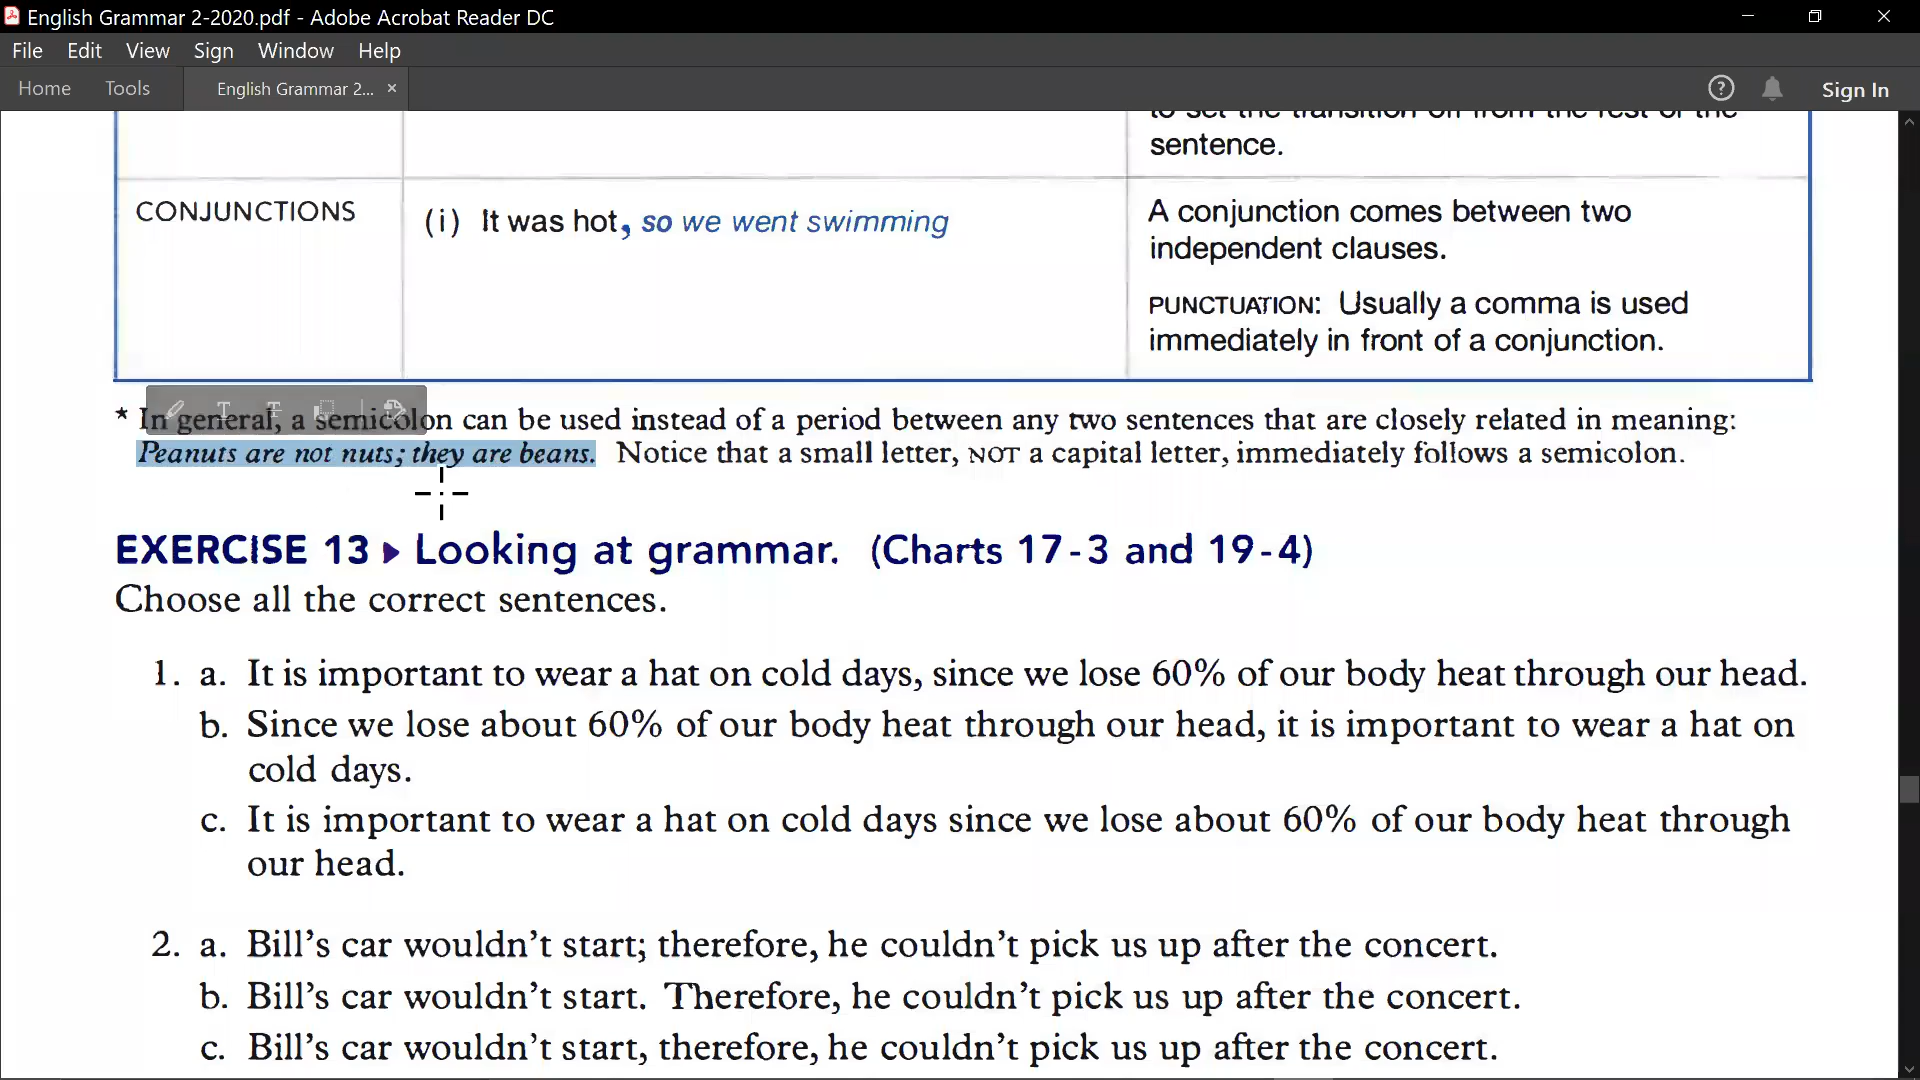 English Grammar 2-2020.pdf - Adobe Acrobat Reader DC
File Edit View Sign Window Help
Home Tools English Grammar 2... × ? Sign In
to set the transition off from the rest of the
sentence.
CONJUNCTIONS (i) It was hot, so we went swimming A conjunction comes between two
independent clauses.
PUNCTUATION: Usually a comma is used
immediately in front of a conjunction.
* In general, a semicolon can be used instead of a period between any two sentences that are closely related in meaning:
Peanuts are not nuts; they are beans. Notice that a small letter, NOT a capital letter, immediately follows a semicolon.
EXERCISE 13 ▸ Looking at grammar. (Charts 17-3 and 19-4)
Choose all the correct sentences.
1. a. It is important to wear a hat on cold days, since we lose 60% of our body heat through our head.
b. Since we lose about 60% of our body heat through our head, it is important to wear a hat on
cold days.
c. It is important to wear a hat on cold days since we lose about 60% of our body heat through
our head.
2. a. Bill's car wouldn't start; therefore, he couldn't pick us up after the concert.
b. Bill's car wouldn't start. Therefore, he couldn't pick us up after the concert.
c. Bill's car wouldn't start, therefore, he couldn't pick us up after the concert.